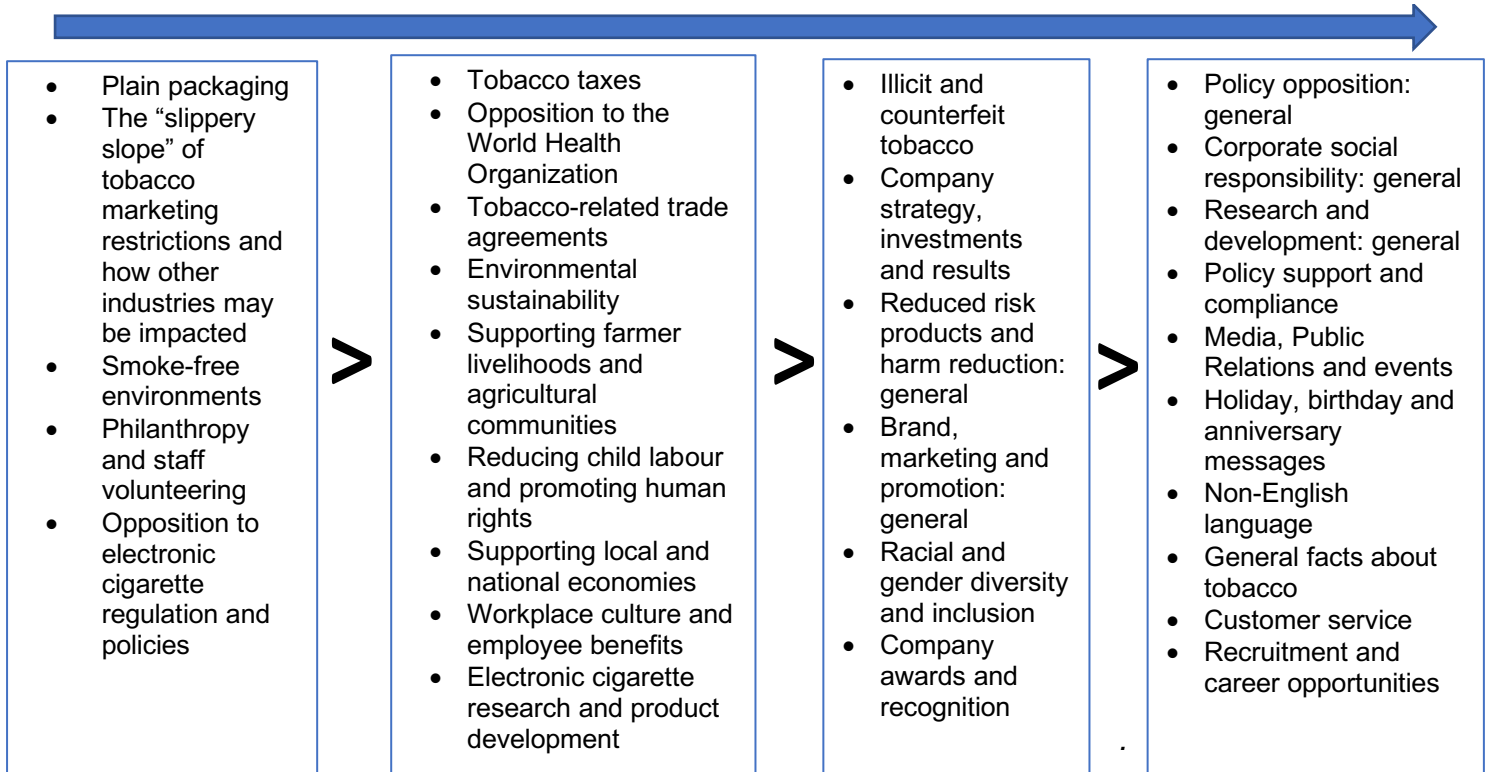 • Plain packaging
• The “slippery
slope” of
tobacco
marketing
restrictions and
how other
industries may
be impacted
• Smoke-free
environments
• Philanthropy
and staff
volunteering
• Opposition to
electronic
cigarette
regulation and
policies
>
• Tobacco taxes
• Opposition to the
World Health
Organization
• Tobacco-related trade
agreements
• Environmental
sustainability
• Supporting farmer
livelihoods and
agricultural
communities
• Reducing child labour
and promoting human
rights
• Supporting local and
national economies
• Workplace culture and
employee benefits
• Electronic cigarette
research and product
development
>
• Illicit and
counterfeit
tobacco
• Company
strategy,
investments
and results
• Reduced risk
products and
harm reduction:
general
• Brand,
marketing and
promotion:
general
• Racial and
gender diversity
and inclusion
• Company
awards and
recognition
>
.
• Policy opposition:
general
• Corporate social
responsibility: general
• Research and
development: general
• Policy support and
compliance
• Media, Public
Relations and events
• Holiday, birthday and
anniversary
messages
• Non-English
language
• General facts about
tobacco
• Customer service
• Recruitment and
career opportunities